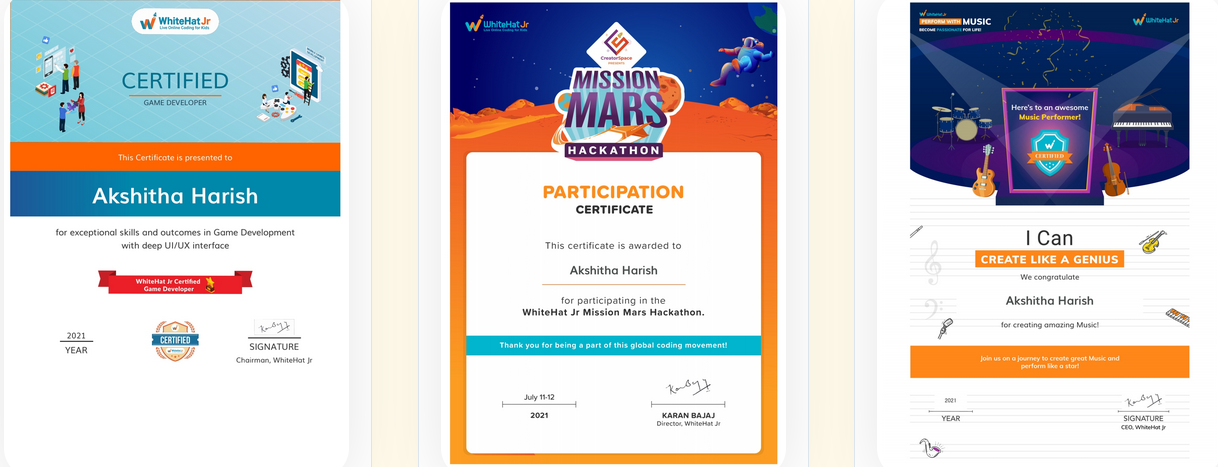 WhiteHat Jr
Live Online Coding for Kids
CERTIFIED
GAME DEVELOPER
This Certificate is presented to
Akshitha Harish
for exceptional skills and outcomes in Game Development
with deep UI/UX interface
WhiteHat Jr Certified
Game Developer
2021
YEAR
CERTIFIED
SIGNATURE
Chairman, WhiteHat Jr
WhiteHat Jr
Live Online Coding for Kids
CreatorSpace
PRESENTS
MISSION
MARS
HACKATHON
PARTICIPATION
CERTIFICATE
This certificate is awarded to
Akshitha Harish
for participating in the
WhiteHat Jr Mission Mars Hackathon.
Thank you for being a part of this global coding movement!
July 11-12
2021
KARAN BAJAJ
Director, WhiteHat Jr
WhiteHat Jr
PERFORM WITH MUSIC
BECOME PASSIONATE FOR LIFE!
WhiteHat Jr
Here's to an awesome
Music Performer!
CERTIFIED
I Can
CREATE LIKE A GENIUS
We congratulate
Akshitha Harish
for creating amazing Music!
Join us on a journey to create great Music and
perform like a star!
2021
YEAR
SIGNATURE
CEO, WhiteHat Jr